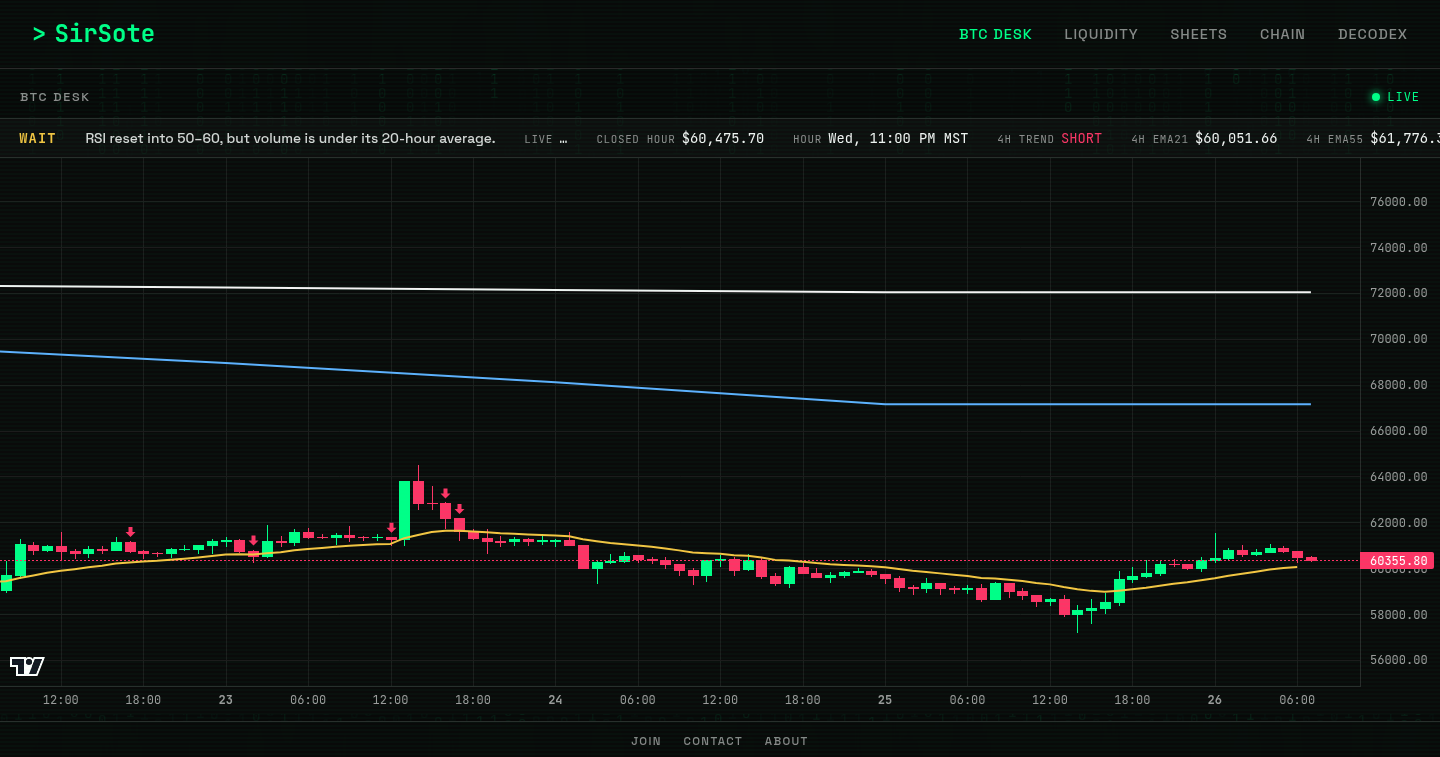 > SirSote
BTC DESK LIQUIDITY SHEETS CHAIN DECODEX
BTC DESK
LIVE
WAIT RSI reset into 50–60, but volume is under its 20-hour average. LIVE … CLOSED HOUR $60,475.70 HOUR Wed, 11:00 PM MST 4H TREND SHORT 4H EMA21 $60,051.66 4H EMA55 $61,776.3
76000.00
74000.00
72000.00
70000.00
68000.00
66000.00
64000.00
62000.00
60355.80
60000.00
58000.00
56000.00
12:00 18:00 23 06:00 12:00 18:00 24 06:00 12:00 18:00 25 06:00 12:00 18:00 26 06:00
JOIN CONTACT ABOUT